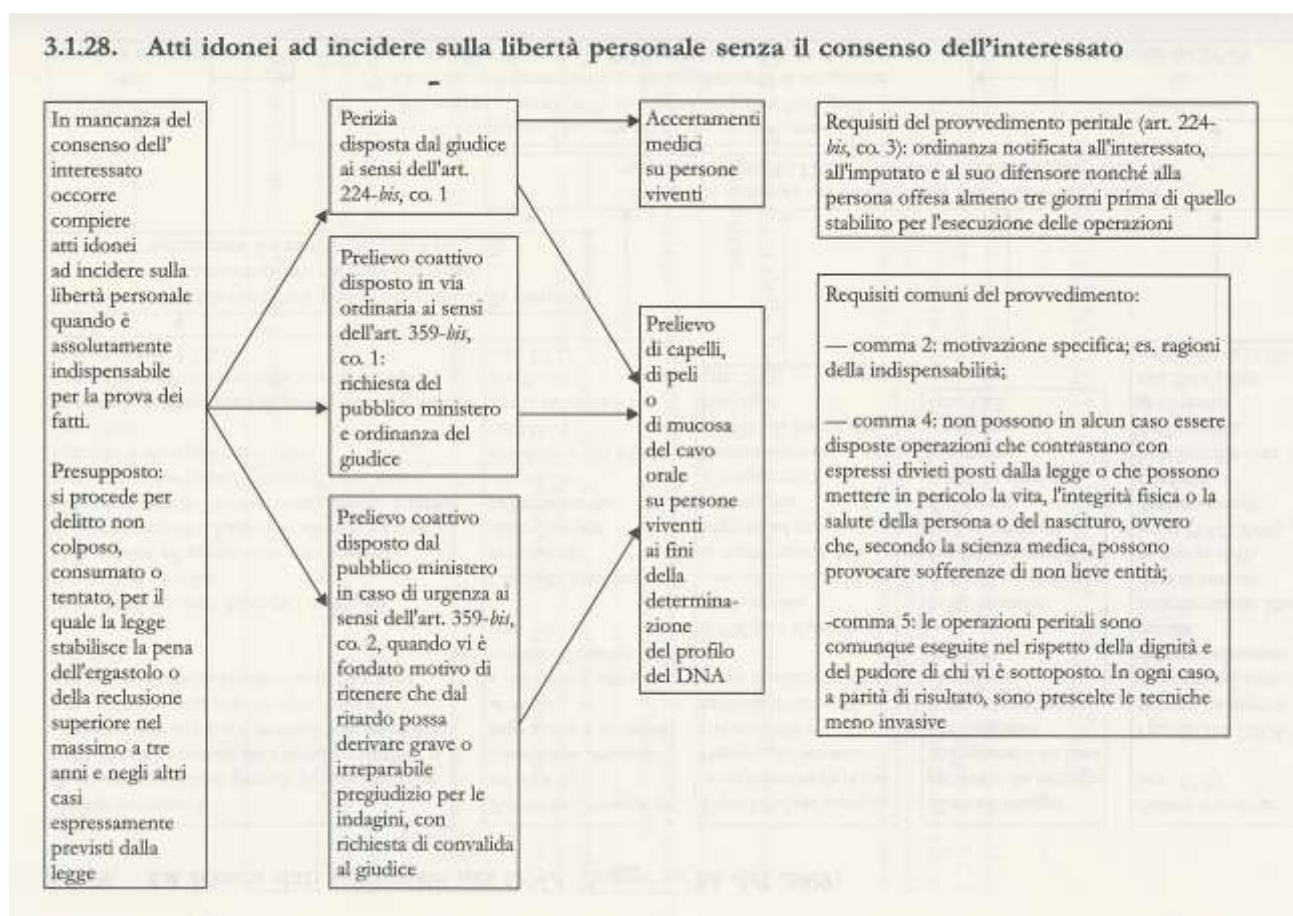 3.1.28. Atti idonei ad incidere sulla libertà personale senza il consenso dell'interessato
In mancanza del
consenso dell'
interessato
occorre
compiere
atti idonei
ad incidere sulla
libertà personale
quando è
assolutamente
indispensabile
per la prova dei
fatti.
Presupposto:
si procede per
delitto non
colposo,
consumato o
tentato, per il
quale la legge
stabilisce la pena
dell'ergastolo o
della reclusione
superiore nel
massimo a tre
anni e negli altri
casi
espressamente
previsti dalla
legge
Perizia
disposta dal giudice
ai sensi dell'art.
224-bis, co. 1
Prelievo coattivo
disposto in via
ordinaria ai sensi
dell'art. 359-bis,
co. 1:
richiesta del
pubblico ministero
e ordinanza del
giudice
Prelievo coattivo
disposto dal
pubblico ministero
in caso di urgenza ai
sensi dell'art. 359-bis,
co. 2, quando vi è
fondato motivo di
ritenere che dal
ritardo possa
derivare grave o
irreparabile
pregiudizio per le
indagini, con
richiesta di convalida
al giudice
Accertamenti
medici
su persone
viventi
Prelievo
di capelli,
di peli
o
di mucosa
del cavo
orale
su persone
viventi
ai fini
della
determina-
zione
del profilo
del DNA
Requisiti del provvedimento peritale (art. 224-
bis, co. 3): ordinanza notificata all'interessato,
all'imputato e al suo difensore nonché alla
persona offesa almeno tre giorni prima di quello
stabilito per l'esecuzione delle operazioni
Requisiti comuni del provvedimento:
— comma 2: motivazione specifica; es. ragioni
della indispensabilità;
— comma 4: non possono in alcun caso essere
disposte operazioni che contrastano con
espressi divieti posti dalla legge o che possono
mettere in pericolo la vita, l'integrità fisica o la
salute della persona o del nascituro, ovvero
che, secondo la scienza medica, possono
provocare sofferenze di non lieve entità;
-comma 5: le operazioni peritali sono
comunque eseguite nel rispetto della dignità e
del pudore di chi vi è sottoposto. In ogni caso,
a parità di risultato, sono prescelte le tecniche
meno invasive